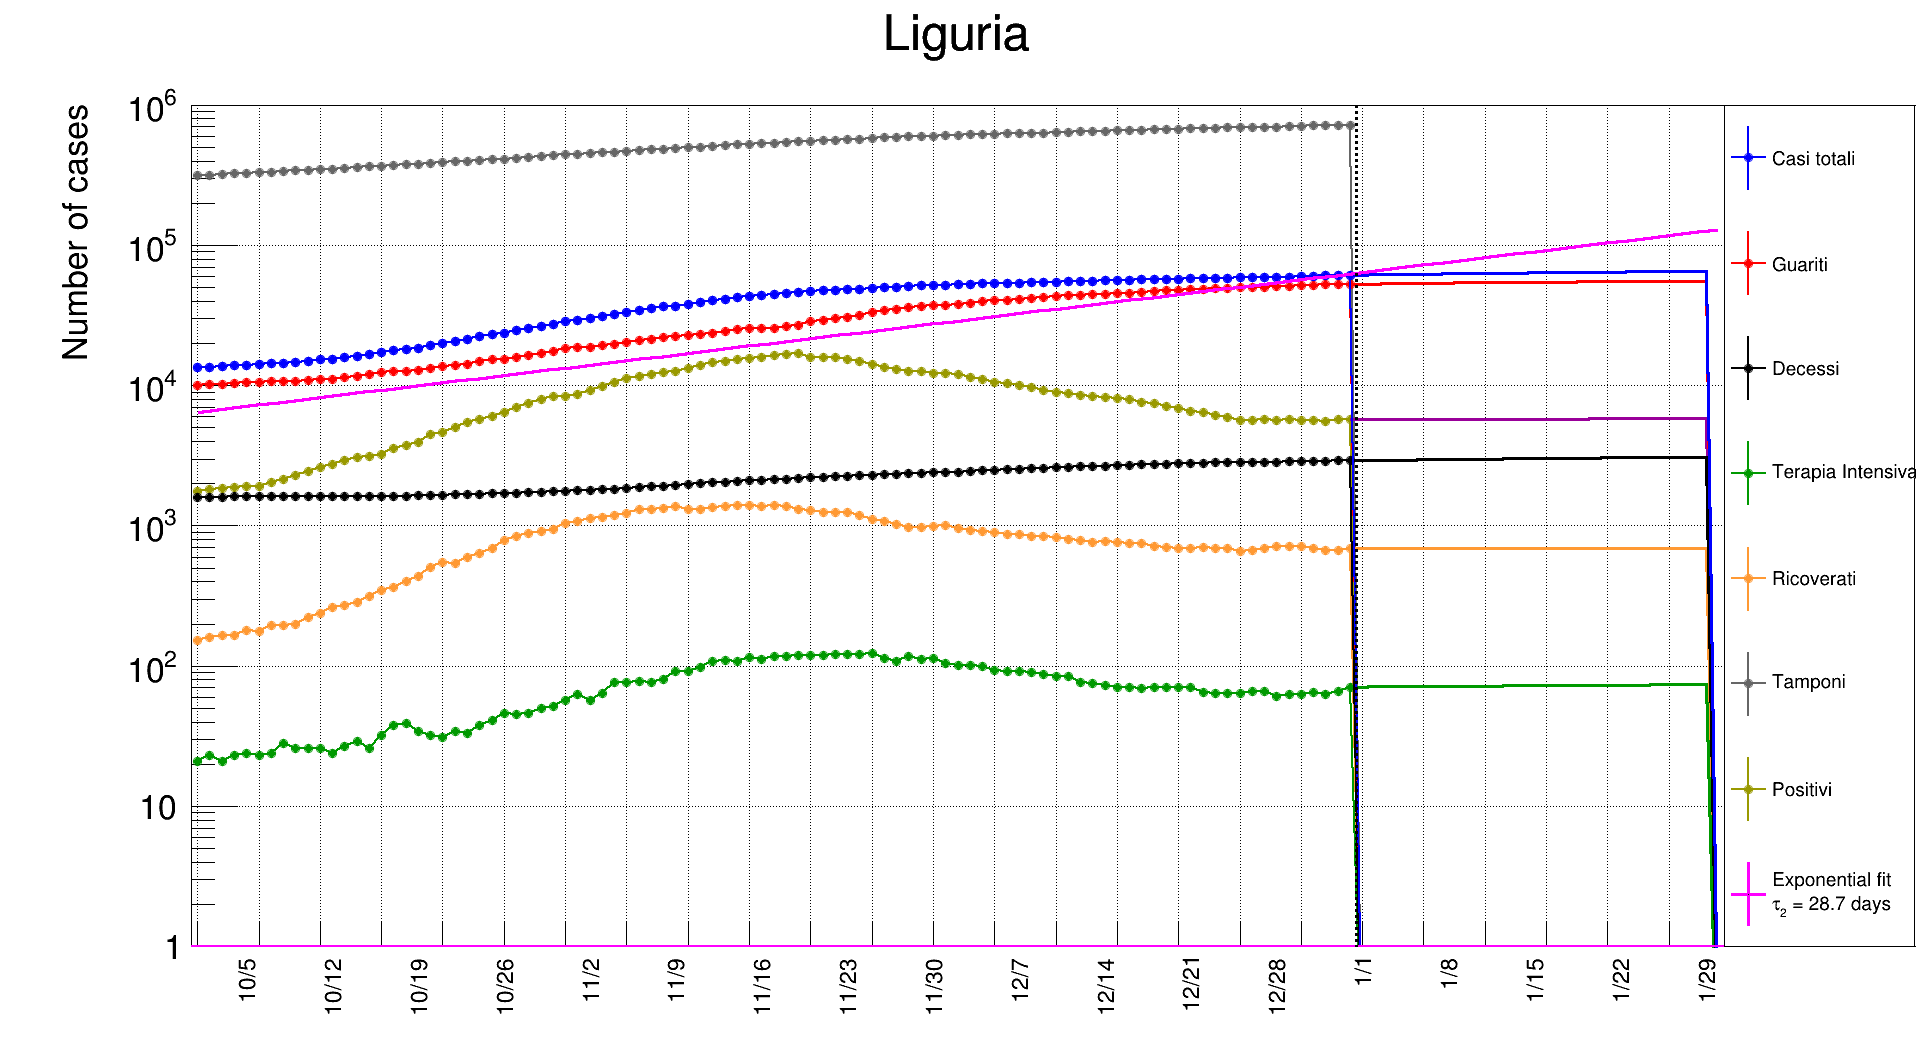 Liguria
Number of cases
10^6
10^5
10^4
10^3
10^2
10
1
10/5
10/12
10/19
10/26
11/2
11/9
11/16
11/23
11/30
12/7
12/14
12/21
12/28
1/1
1/8
1/15
1/22
1/29
Casi totali
Guariti
Decessi
Terapia Intensiva
Ricoverati
Tamponi
Positivi
Exponential fit
τ₂ = 28.7 days